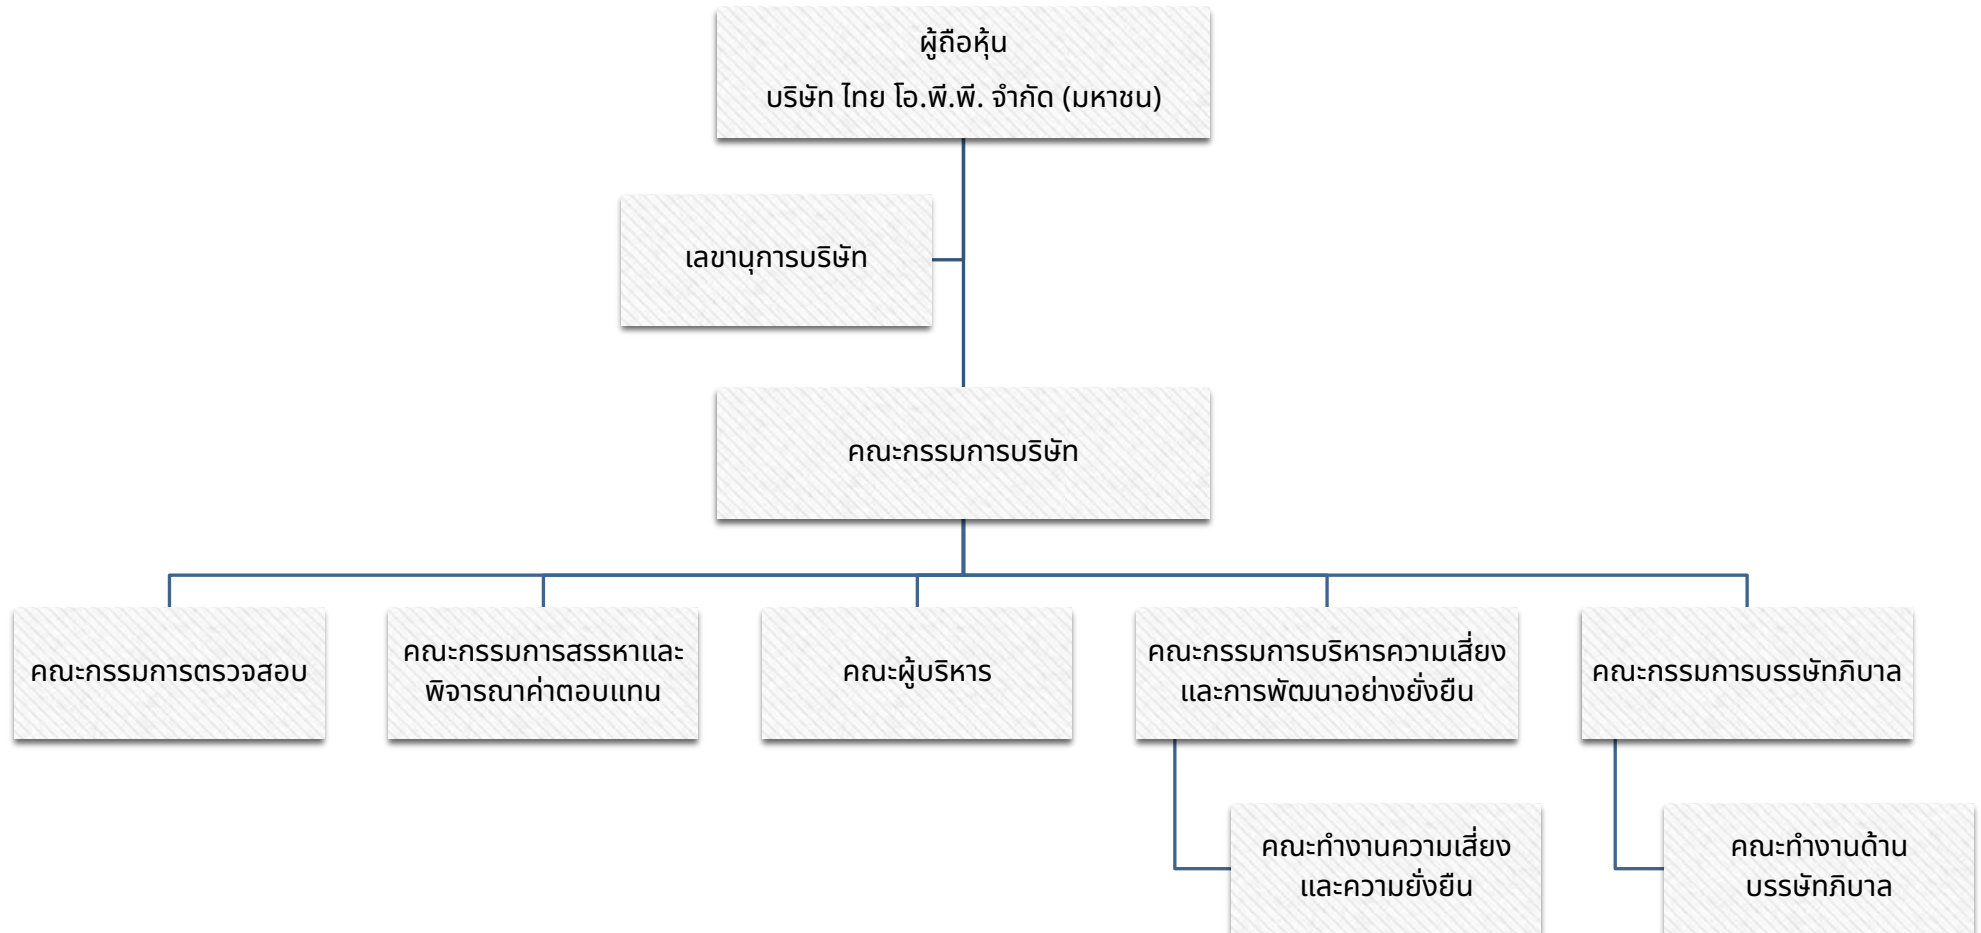 ผู้ถือหุ้น
บริษัท ไทย โอ.พี.พี. จำกัด (มหาชน)
เลขานุการบริษัท
คณะกรรมการบริษัท
คณะกรรมการตรวจสอบ
คณะกรรมการสรรหาและ
พิจารณาค่าตอบแทน
คณะผู้บริหาร
คณะกรรมการบริหารความเสี่ยง
และการพัฒนาอย่างยั่งยืน
คณะกรรมการบรรษัทภิบาล
คณะทำงานความเสี่ยง
และความยั่งยืน
คณะทำงานด้าน
บรรษัทภิบาล